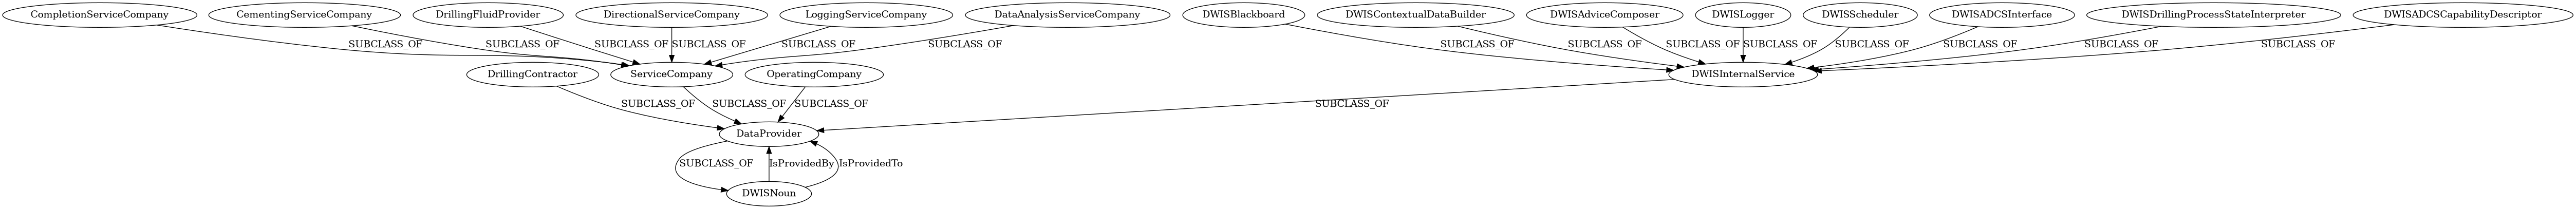 CompletionServiceCompany
CementingServiceCompany
DrillingFluidProvider
DirectionalServiceCompany
LoggingServiceCompany
DataAnalysisServiceCompany
DWISBlackboard
DWISContextualDataBuilder
DWISAdviceComposer
DWISLogger
DWISScheduler
DWISADCSInterface
DWISDrillingProcessStateInterpreter
DWISADCSCapabilityDescriptor
SUBCLASS_OF
SUBCLASS_OF
SUBCLASS_OF
SUBCLASS_OF
SUBCLASS_OF
SUBCLASS_OF
SUBCLASS_OF
SUBCLASS_OF
SUBCLASS_OF
SUBCLASS_OF
SUBCLASS_OF
SUBCLASS_OF
SUBCLASS_OF
SUBCLASS_OF
DrillingContractor
ServiceCompany
OperatingCompany
DWISInternalService
SUBCLASS_OF
SUBCLASS_OF
SUBCLASS_OF
SUBCLASS_OF
DataProvider
SUBCLASS_OF
IsProvidedBy
IsProvidedTo
DWISNoun